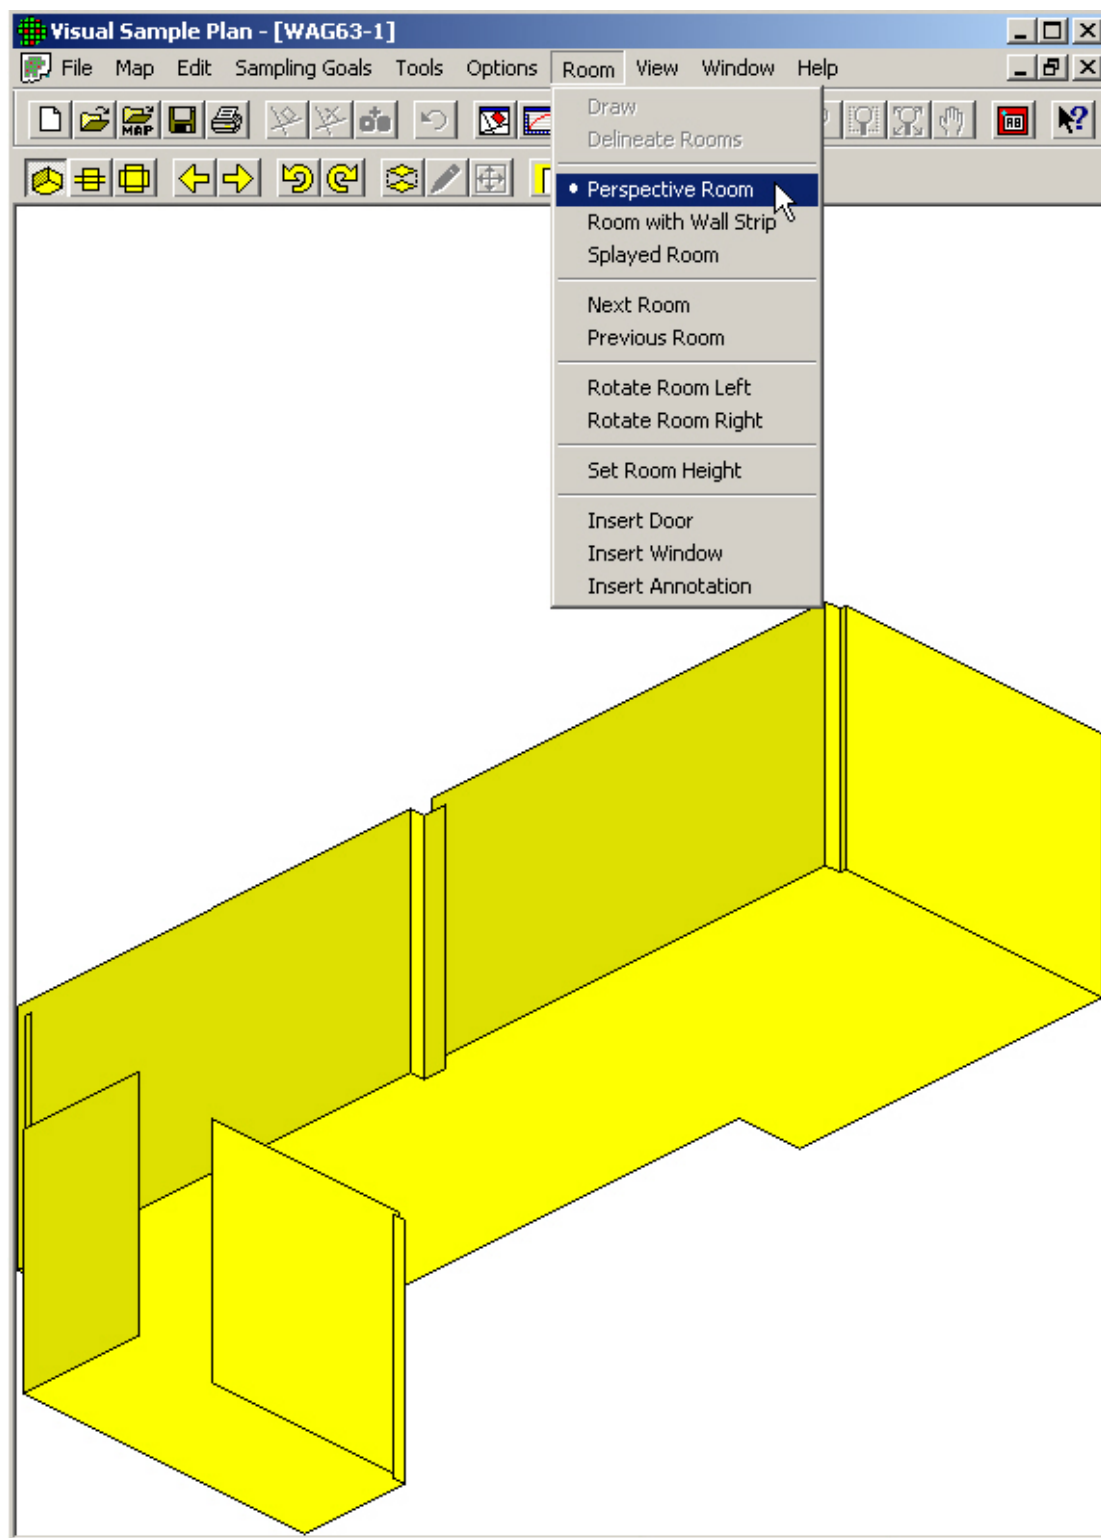 Visual Sample Plan - [WAG63-1]
File Map Edit Sampling Goals Tools Options Room View Window Help
MAP
AB
Draw
Delineate Rooms
Perspective Room
Room with Wall Strip
Splayed Room
Next Room
Previous Room
Rotate Room Left
Rotate Room Right
Set Room Height
Insert Door
Insert Window
Insert Annotation